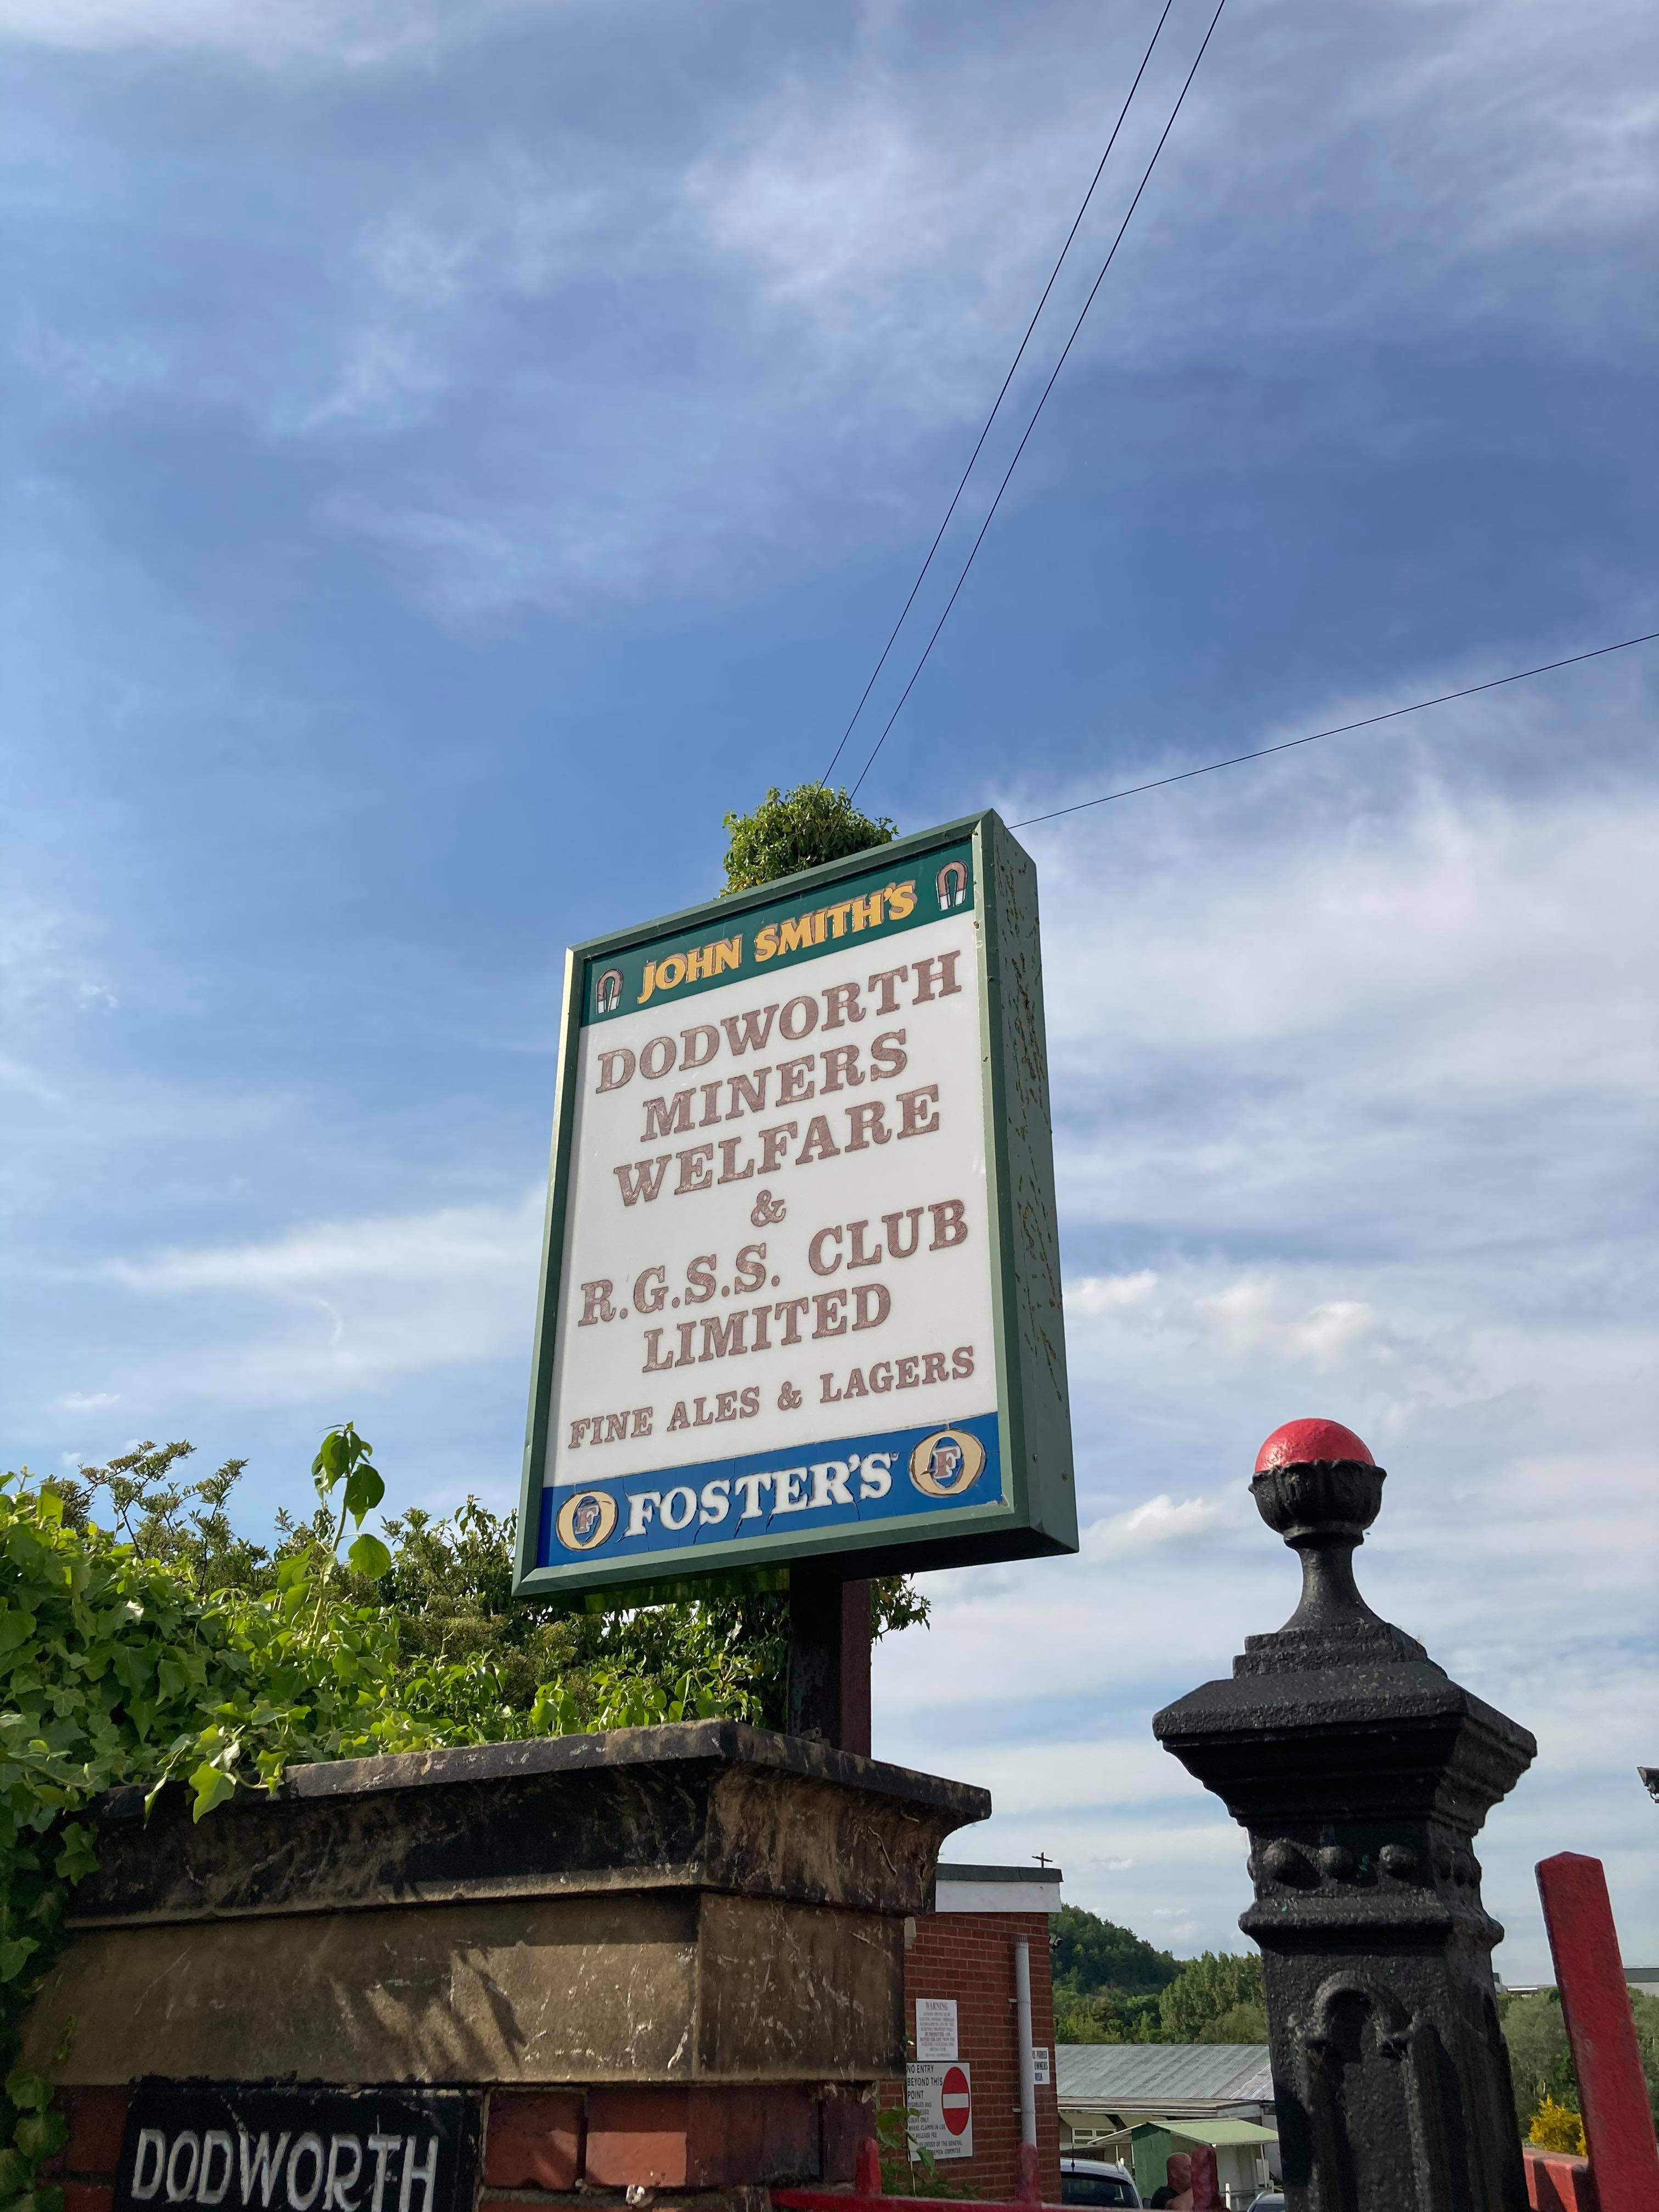 JOHN SMITH'S
DODWORTH
MINERS
WELFARE
&
R.G.S.S. CLUB
LIMITED
FINE ALES & LAGERS
F FOSTER'S F
WARNING
NO ENTRY
BEYOND THIS
POINT
DODWORTH